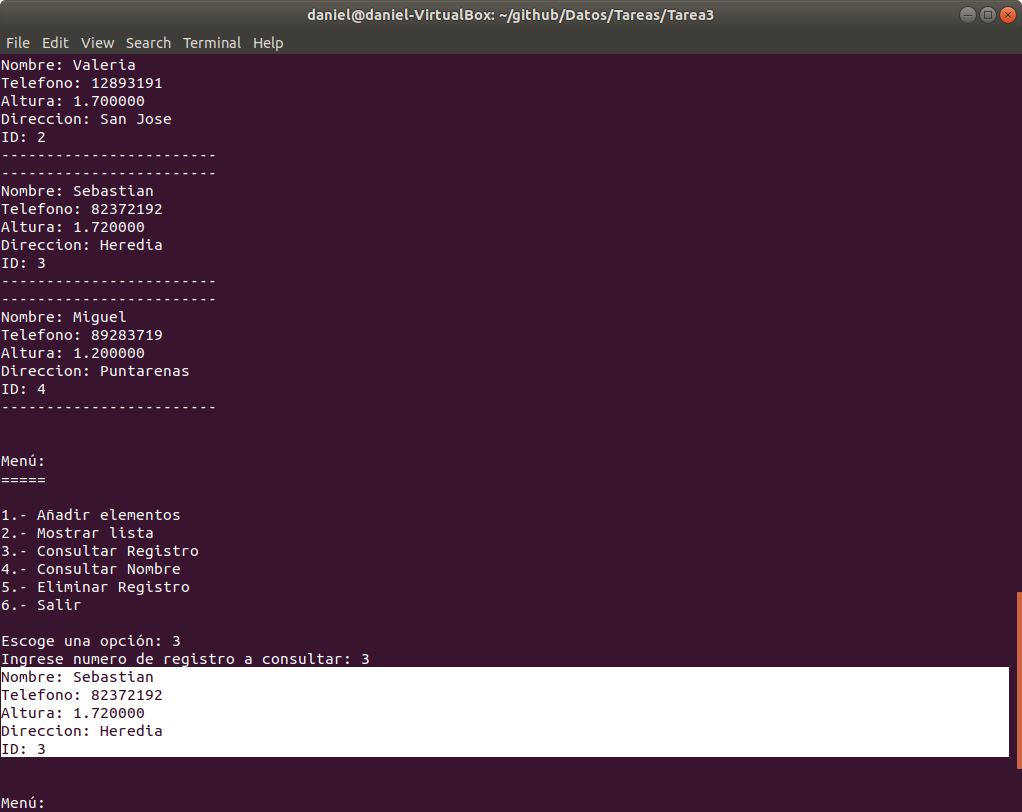 daniel@daniel-VirtualBox: ~/github/Datos/Tareas/Tarea3
File Edit View Search Terminal Help
Nombre: Valeria
Telefono: 12893191
Altura: 1.700000
Direccion: San Jose
ID: 2
------------------------
------------------------
Nombre: Sebastian
Telefono: 82372192
Altura: 1.720000
Direccion: Heredia
ID: 3
------------------------
------------------------
Nombre: Miguel
Telefono: 89283719
Altura: 1.200000
Direccion: Puntarenas
ID: 4
------------------------
Menú:
=====
1.- Añadir elementos
2.- Mostrar lista
3.- Consultar Registro
4.- Consultar Nombre
5.- Eliminar Registro
6.- Salir
Escoge una opción: 3
Ingrese numero de registro a consultar: 3
Nombre: Sebastian
Telefono: 82372192
Altura: 1.720000
Direccion: Heredia
ID: 3
Menú: